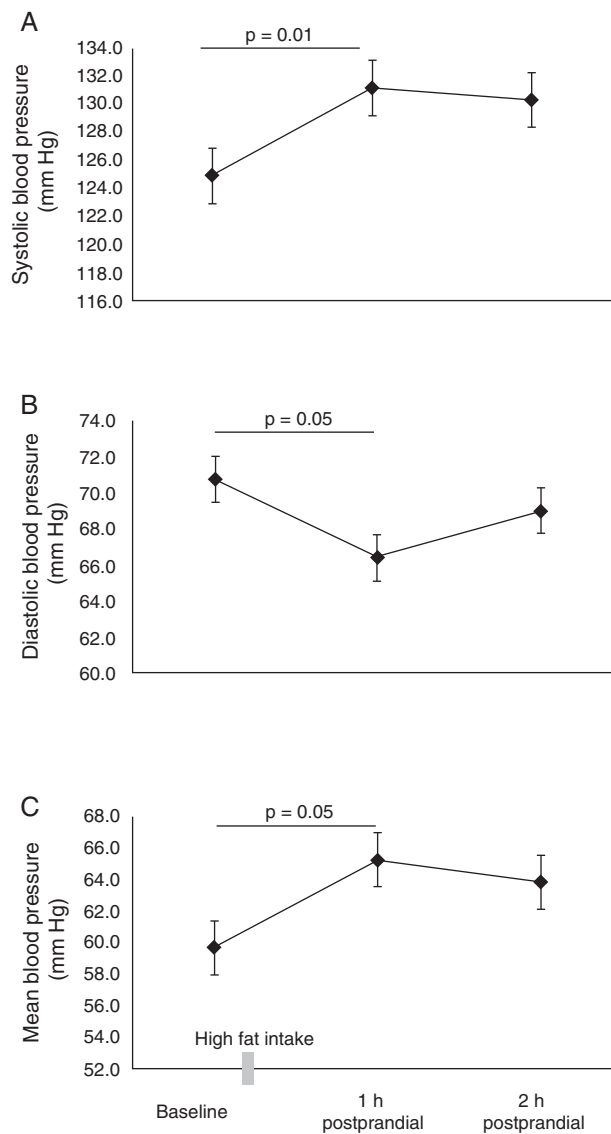 A
p = 0.01
Systolic blood pressure
(mm Hg)
134.0
132.0
130.0
128.0
126.0
124.0
122.0
120.0
118.0
116.0
B
p = 0.05
Diastolic blood pressure
(mm Hg)
74.0
72.0
70.0
68.0
66.0
64.0
62.0
60.0
C
p = 0.05
Mean blood pressure
(mm Hg)
68.0
66.0
64.0
62.0
60.0
58.0
56.0
54.0
52.0
High fat intake
Baseline
1 h
postprandial
2 h
postprandial